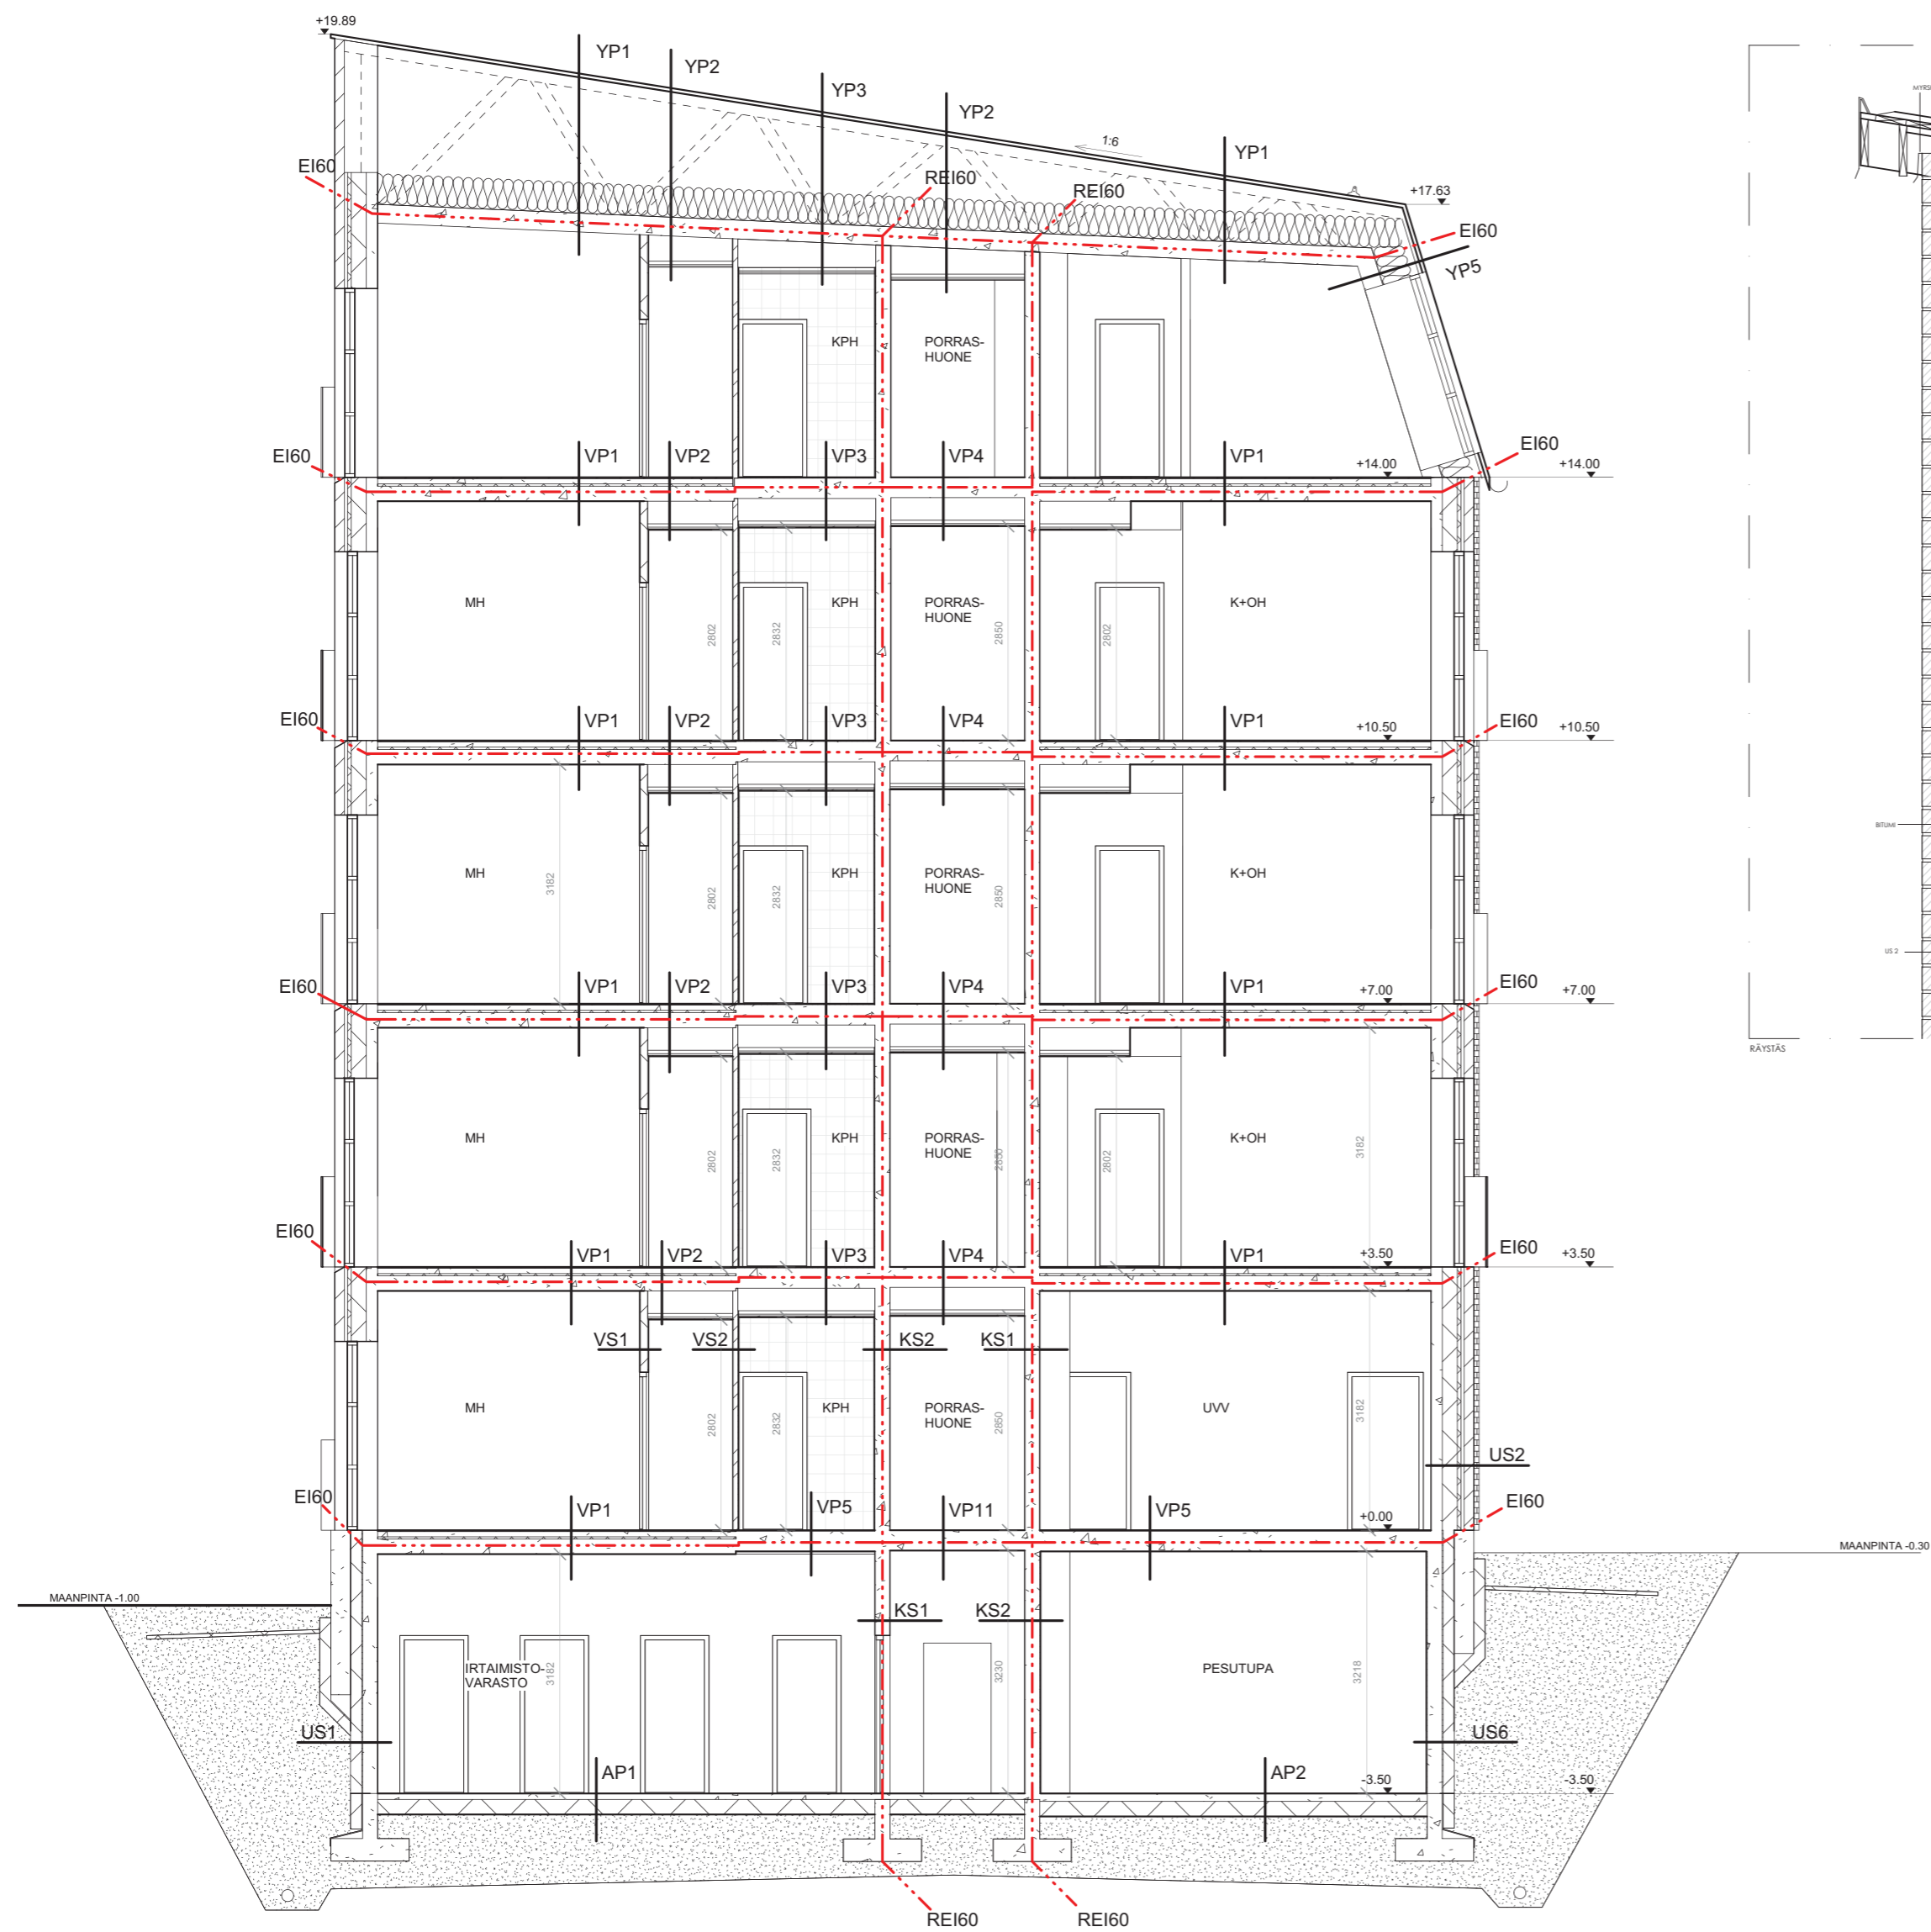 +19.89
YP1
YP2
YP3
YP2
YP1
1:6
EI60
REI60
REI60
+17.63
EI60
YP5
KPH
PORRAS-
HUONE
EI60
VP1
VP2
VP3
VP4
VP1
+14.00
EI60
+14.00
MH
KPH
PORRAS-
HUONE
K+OH
2802
2832
2850
2802
EI60
VP1
VP2
VP3
VP4
VP1
+10.50
EI60
+10.50
MH
KPH
PORRAS-
HUONE
K+OH
3182
2802
2832
2850
EI60
VP1
VP2
VP3
VP4
VP1
+7.00
EI60
+7.00
MH
KPH
PORRAS-
HUONE
K+OH
2802
2832
2850
2802
3182
EI60
VP1
VP2
VP3
VP4
VP1
+3.50
EI60
+3.50
VS1
VS2
KS2
KS1
MH
KPH
PORRAS-
HUONE
UVV
2802
2832
2850
3182
US2
EI60
VP1
VP5
VP11
VP5
+0.00
EI60
MAANPINTA -0.30
MAANPINTA -1.00
KS1
KS2
IRTAIMISTO-
VARASTO
3182
3230
PESUTUPA
3218
US1
US6
AP1
AP2
-3.50
-3.50
REI60
REI60
BITUMI
US 2
RÄYSTÄS